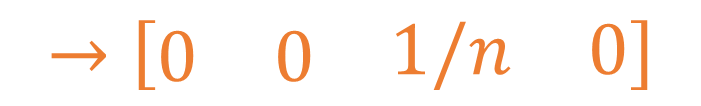 → [0 0 1/n 0]